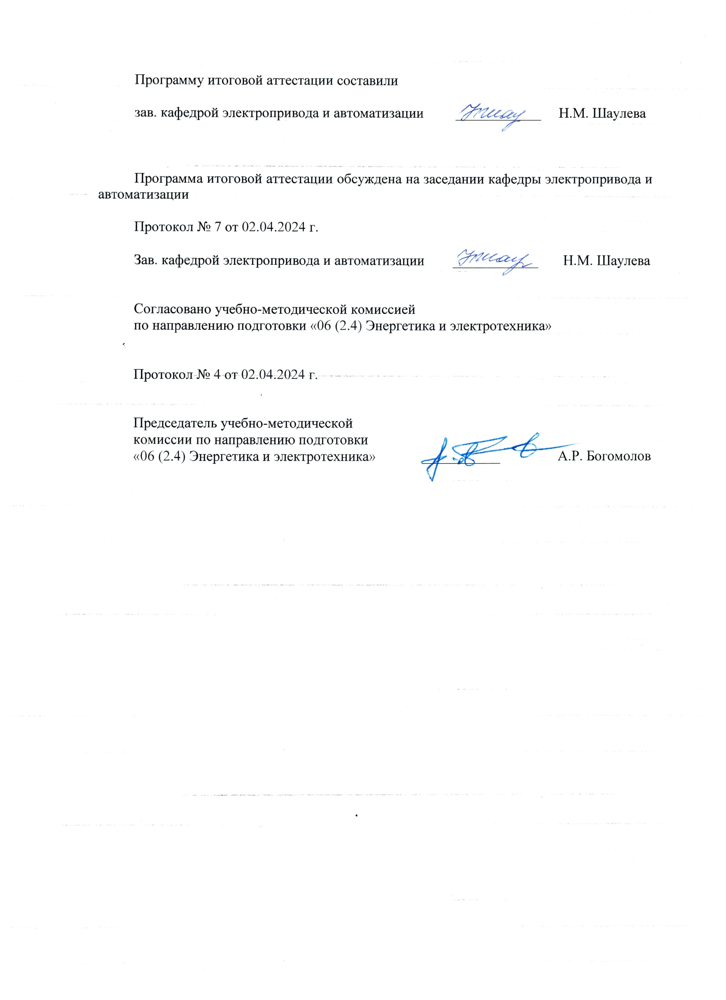 Программу итоговой аттестации составили
зав. кафедрой электропривода и автоматизации Н.М. Шаулева
Программа итоговой аттестации обсуждена на заседании кафедры электропривода и
автоматизации
Протокол № 7 от 02.04.2024 г.
Зав. кафедрой электропривода и автоматизации Н.М. Шаулева
Согласовано учебно-методической комиссией
по направлению подготовки «06 (2.4) Энергетика и электротехника»
Протокол № 4 от 02.04.2024 г.
Председатель учебно-методической
комиссии по направлению подготовки
«06 (2.4) Энергетика и электротехника» А.Р. Богомолов